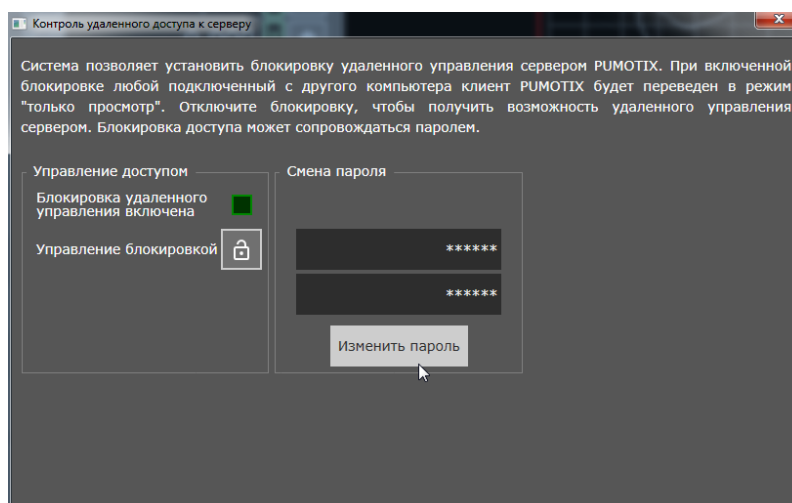 Контроль удаленного доступа к серверу
Система позволяет установить блокировку удаленного управления сервером PUMOTIX. При включенной
блокировке любой подключенный с другого компьютера клиент PUMOTIX будет переведен в режим
"только просмотр". Отключите блокировку, чтобы получить возможность удаленного управления
сервером. Блокировка доступа может сопровождаться паролем.
Управление доступом
Блокировка удаленного
управления включена
Управление блокировкой
Смена пароля
******
******
Изменить пароль